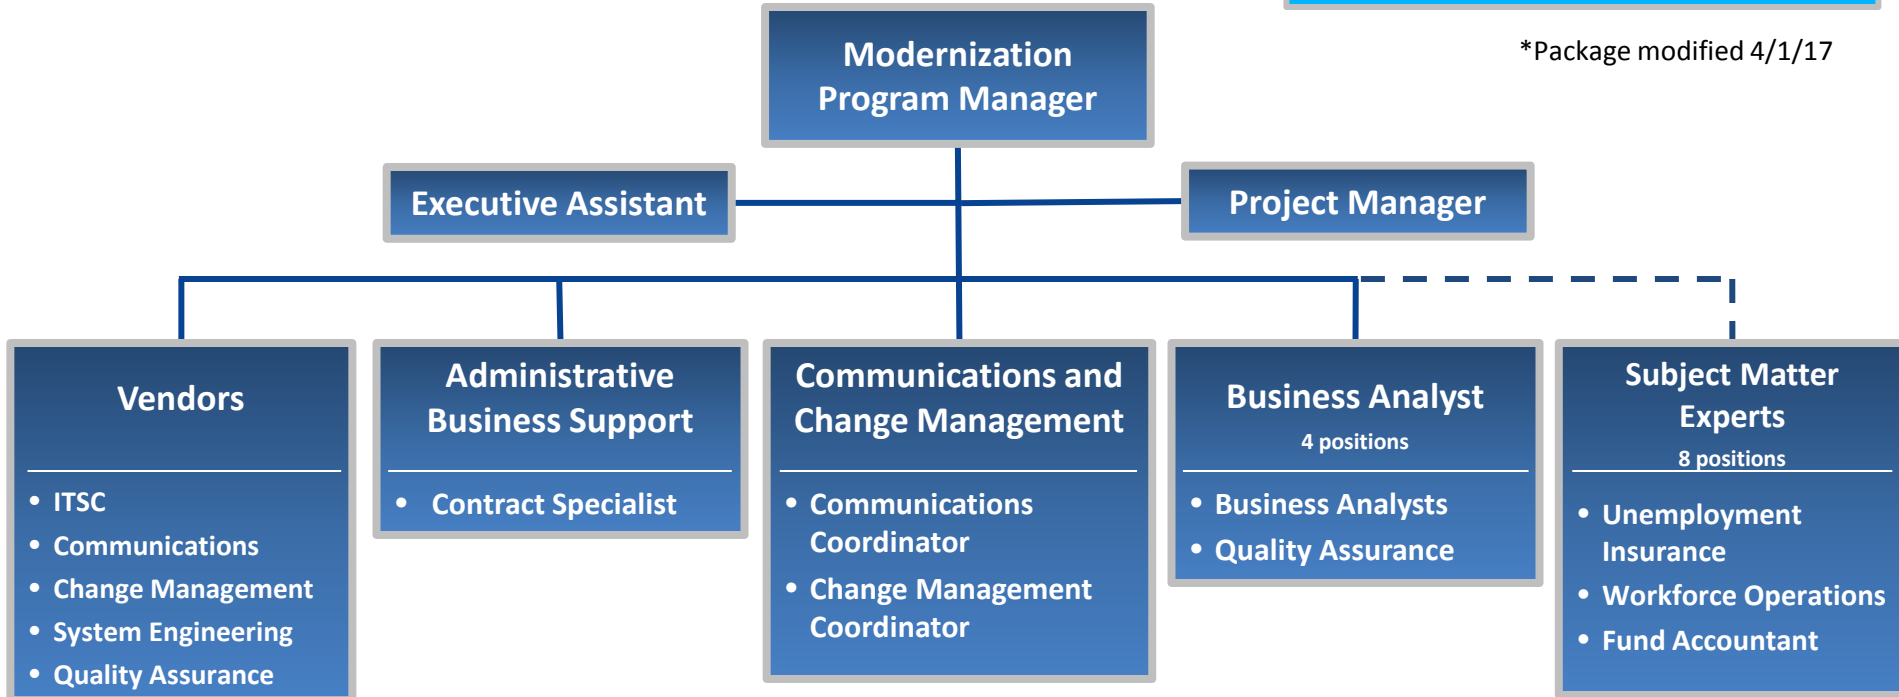 *Package modified 4/1/17
Modernization
Program Manager
Executive Assistant
Project Manager
Vendors
• ITSC
• Communications
• Change Management
• System Engineering
• Quality Assurance
Administrative
Business Support
• Contract Specialist
Communications and
Change Management
• Communications
Coordinator
• Change Management
Coordinator
Business Analyst
4 positions
• Business Analysts
• Quality Assurance
Subject Matter
Experts
8 positions
• Unemployment
Insurance
• Workforce Operations
• Fund Accountant